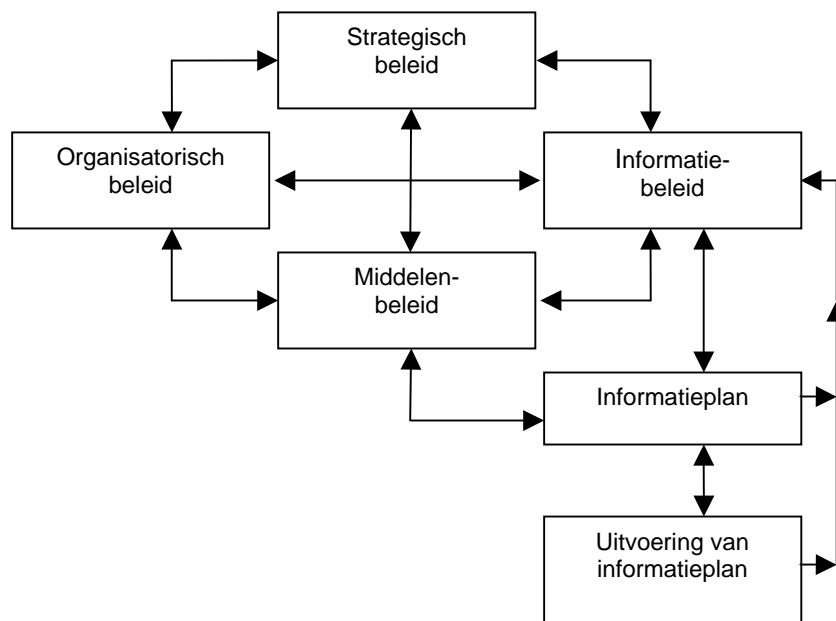 Strategisch
beleid
Organisatorisch
beleid
Informatie-
beleid
Middelen-
beleid
Informatieplan
Uitvoering van
informatieplan